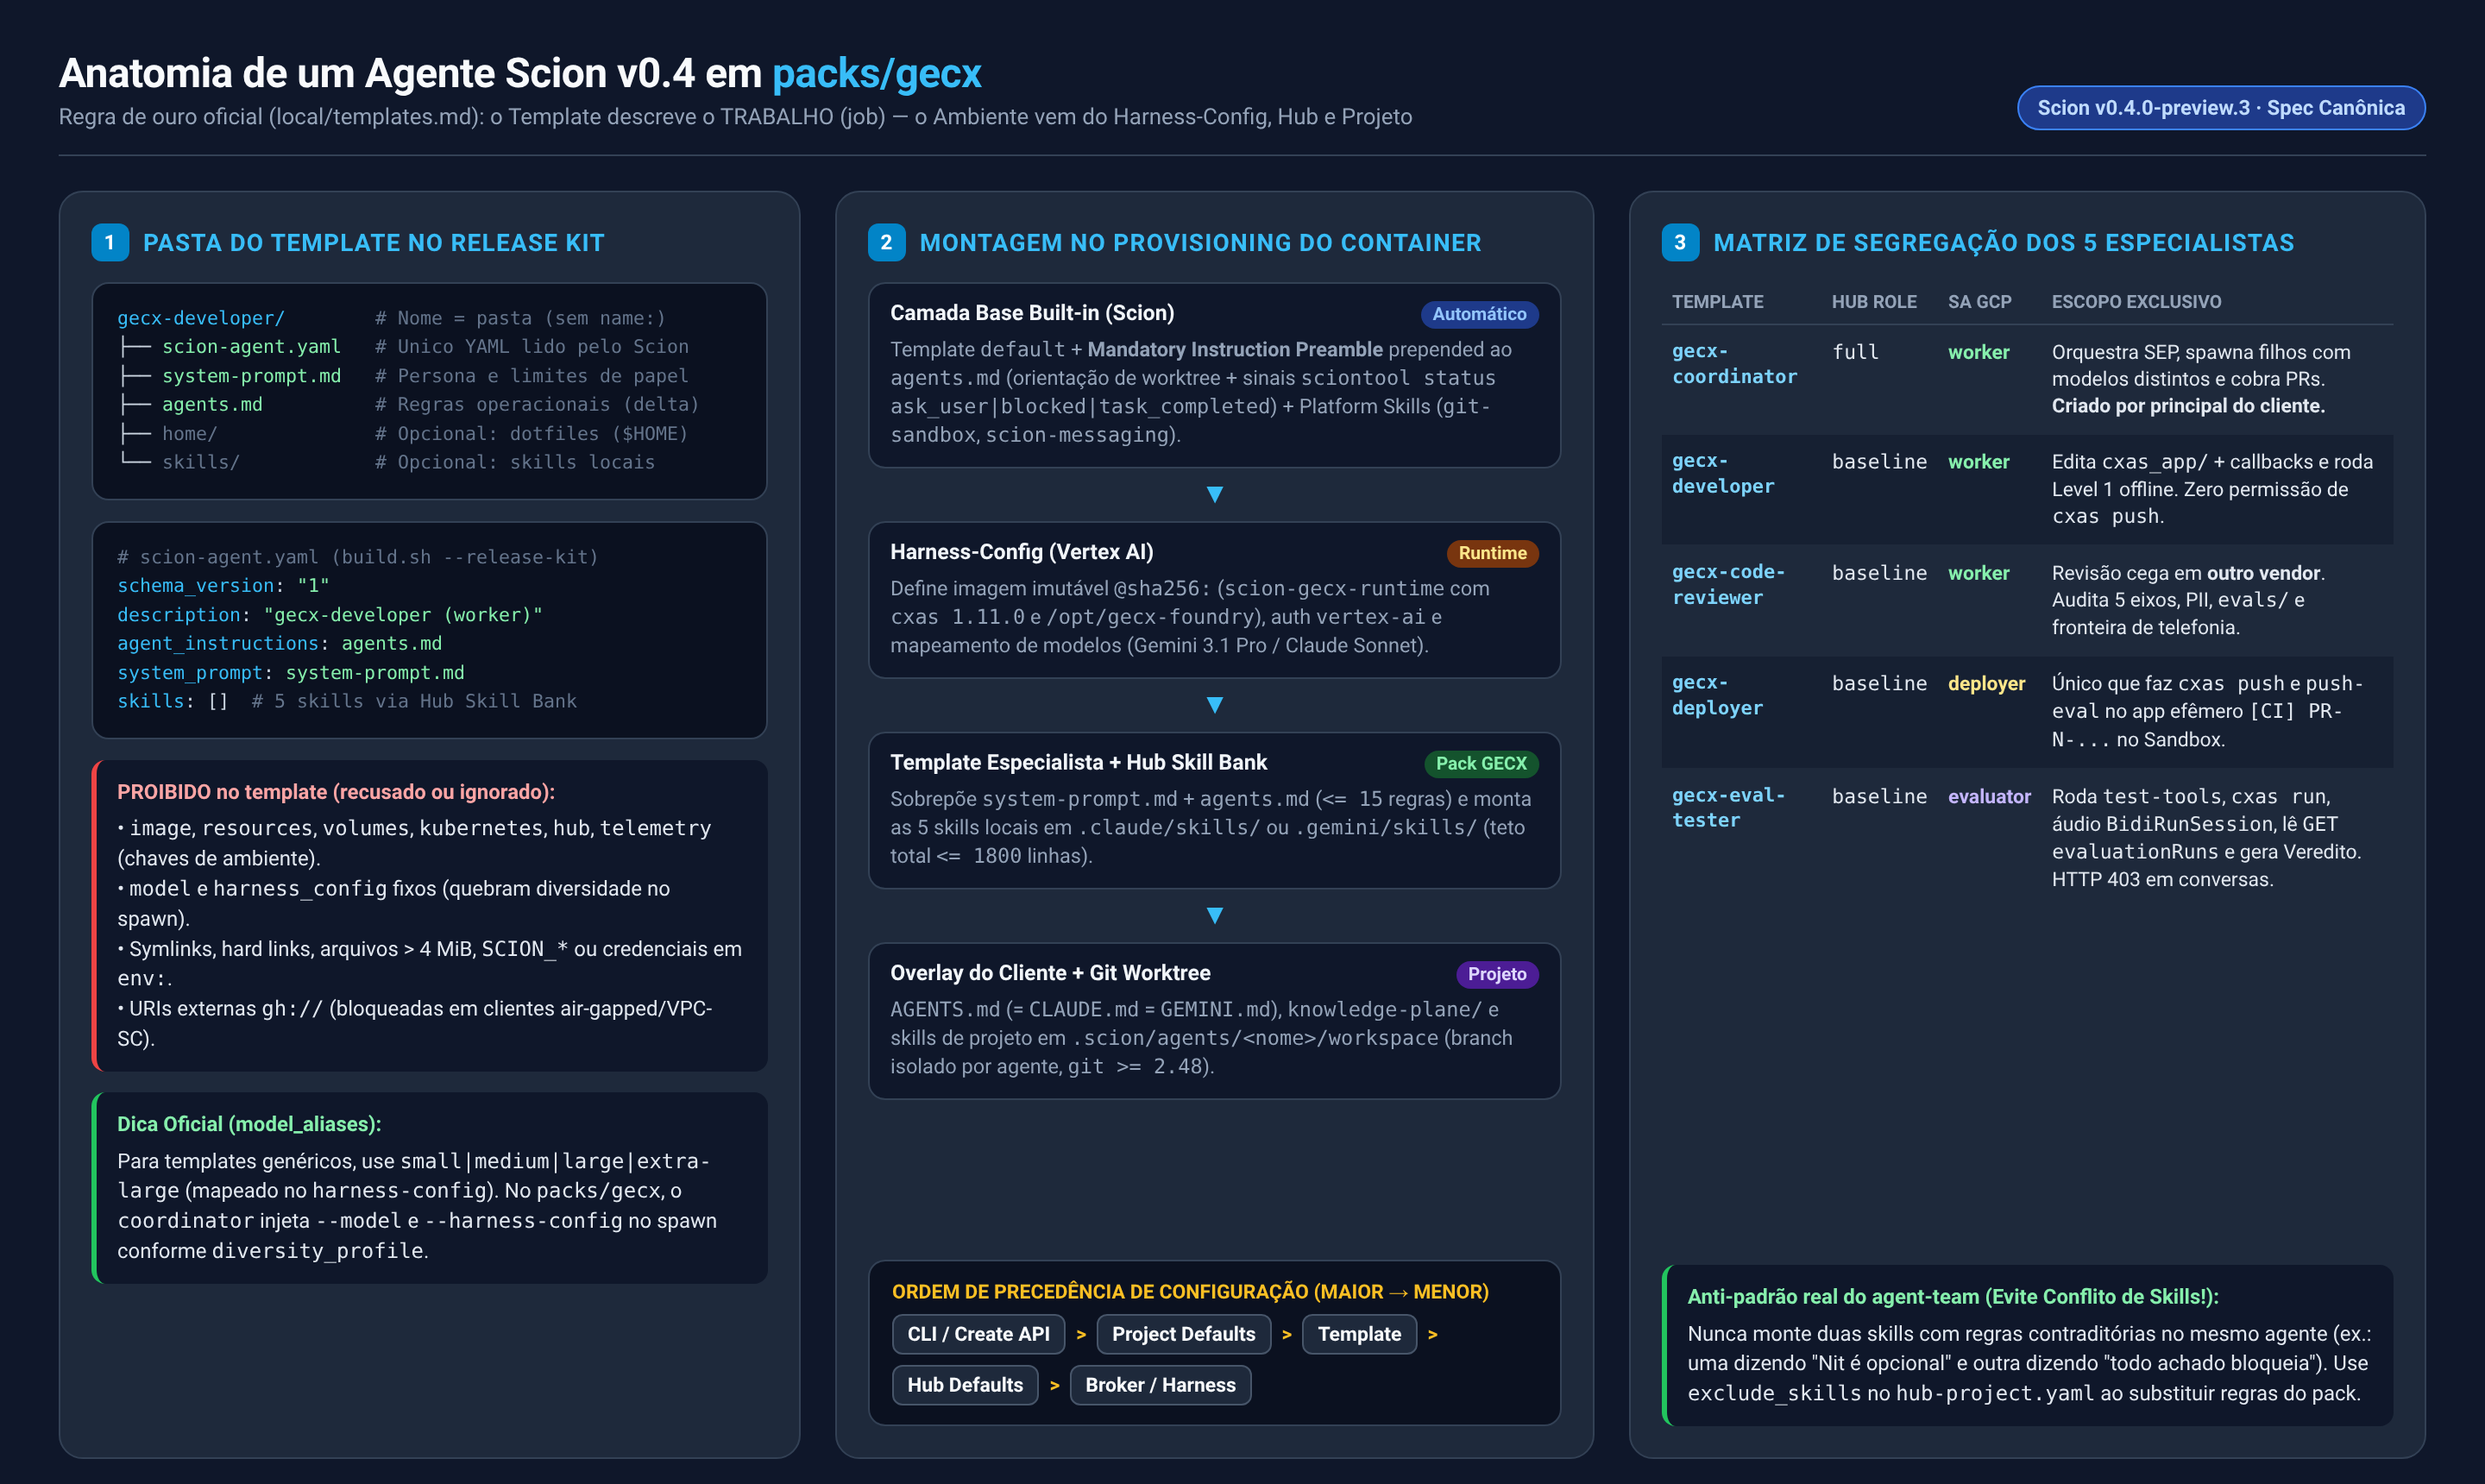 Anatomia de um Agente Scion v0.4 em packs/gecx
Regra de ouro oficial (local/templates.md): o Template descreve o TRABALHO (job) — o Ambiente vem do Harness-Config, Hub e Projeto
Scion v0.4.0-preview.3 · Spec Canônica
1 PASTA DO TEMPLATE NO RELEASE KIT
gecx-developer/ # Nome = pasta (sem name:)
├── scion-agent.yaml # Unico YAML lido pelo Scion
├── system-prompt.md # Persona e limites de papel
├── agents.md # Regras operacionais (delta)
├── home/ # Opcional: dotfiles ($HOME)
└── skills/ # Opcional: skills locais
# scion-agent.yaml (build.sh --release-kit)
schema_version: "1"
description: "gecx-developer (worker)"
agent_instructions: agents.md
system_prompt: system-prompt.md
skills: [] # 5 skills via Hub Skill Bank
PROIBIDO no template (recusado ou ignorado):
• image, resources, volumes, kubernetes, hub, telemetry
(chaves de ambiente).
• model e harness_config fixos (quebram diversidade no
spawn).
• Symlinks, hard links, arquivos > 4 MiB, SCION_* ou credenciais em
env:.
• URIs externas gh:// (bloqueadas em clientes air-gapped/VPC-
SC).
Dica Oficial (model_aliases):
Para templates genéricos, use small|medium|large|extra-
large (mapeado no harness-config). No packs/gecx, o
coordinator injeta --model e --harness-config no spawn
conforme diversity_profile.
2 MONTAGEM NO PROVISIONING DO CONTAINER
Camada Base Built-in (Scion) Automático
Template default + Mandatory Instruction Preamble prepended ao
agents.md (orientação de worktree + sinais sciontool status
ask_user|blocked|task_completed) + Platform Skills (git-
sandbox, scion-messaging).
▼
Harness-Config (Vertex AI) Runtime
Define imagem imutável @sha256: (scion-gecx-runtime com
cxas 1.11.0 e /opt/gecx-foundry), auth vertex-ai e
mapeamento de modelos (Gemini 3.1 Pro / Claude Sonnet).
▼
Template Especialista + Hub Skill Bank Pack GECX
Sobrepõe system-prompt.md + agents.md (<= 15 regras) e monta
as 5 skills locais em .claude/skills/ ou .gemini/skills/ (teto
total <= 1800 linhas).
▼
Overlay do Cliente + Git Worktree Projeto
AGENTS.md (= CLAUDE.md = GEMINI.md), knowledge-plane/ e
skills de projeto em .scion/agents/<nome>/workspace (branch
isolado por agente, git >= 2.48).
ORDEM DE PRECEDÊNCIA DE CONFIGURAÇÃO (MAIOR → MENOR)
CLI / Create API > Project Defaults > Template >
Hub Defaults > Broker / Harness
3 MATRIZ DE SEGREGAÇÃO DOS 5 ESPECIALISTAS
TEMPLATE HUB ROLE SA GCP ESCOPO EXCLUSIVO
gecx- full worker Orquestra SEP, spawna filhos com
coordinator modelos distintos e cobra PRs.
Criado por principal do cliente.
gecx- baseline worker Edita cxas_app/ + callbacks e roda
developer Level 1 offline. Zero permissão de
cxas push.
gecx-code- baseline worker Revisão cega em outro vendor.
reviewer Audita 5 eixos, PII, evals/ e
fronteira de telefonia.
gecx- baseline deployer Único que faz cxas push e push-
deployer eval no app efêmero [CI] PR-
N-... no Sandbox.
gecx-eval- baseline evaluator Roda test-tools, cxas run,
tester áudio BidiRunSession, lê GET
evaluationRuns e gera Veredito.
HTTP 403 em conversas.
Anti-padrão real do agent-team (Evite Conflito de Skills!):
Nunca monte duas skills com regras contraditórias no mesmo agente (ex.:
uma dizendo "Nit é opcional" e outra dizendo "todo achado bloqueia"). Use
exclude_skills no hub-project.yaml ao substituir regras do pack.